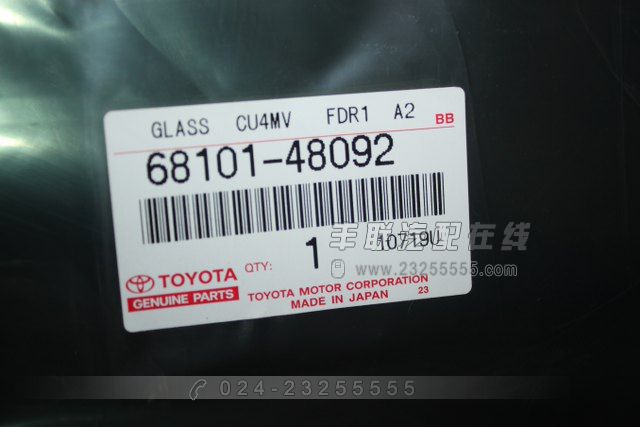 GLASS CU4MV FDR1 A2
BB
68101-48092
丰联汽配在线
10719U
QTY: 1
www.23255555.com
TOYOTA
GENUINE PARTS
TOYOTA MOTOR CORPORATION
MADE IN JAPAN 23
024-23255555